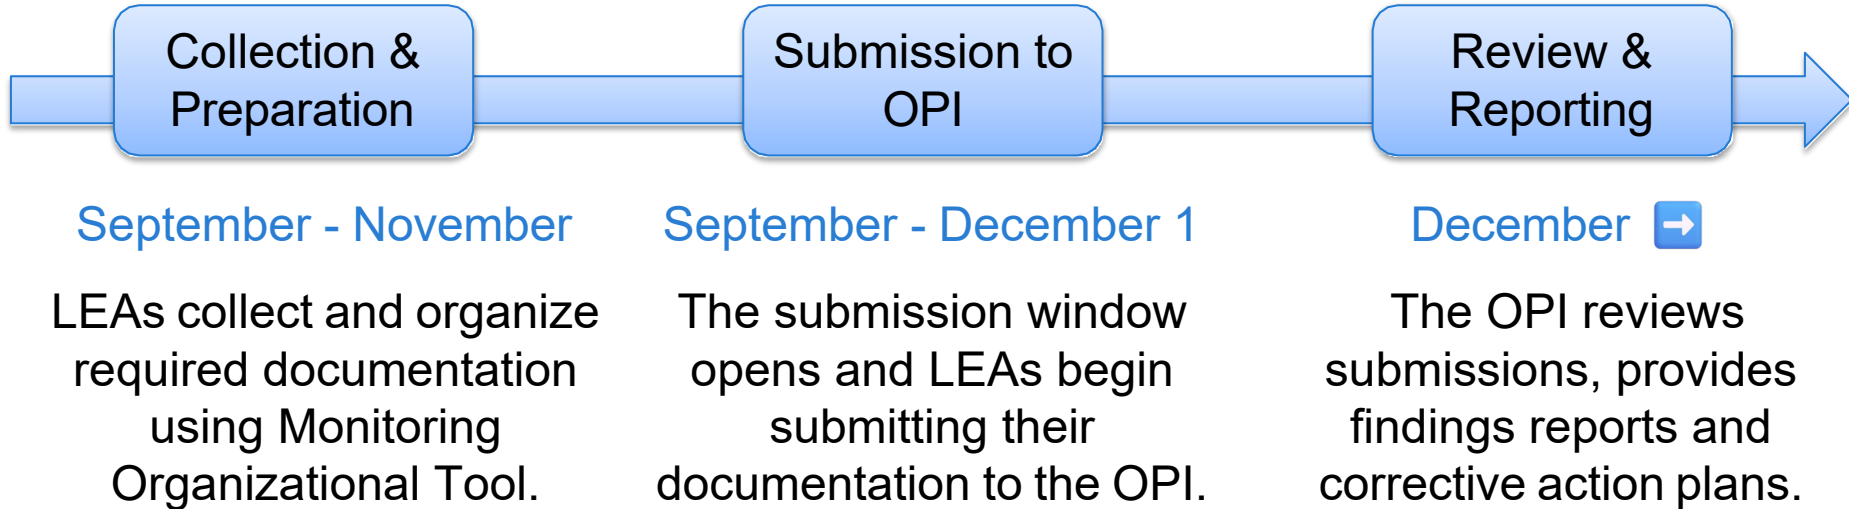 Collection &
Preparation
Submission to
OPI
Review &
Reporting
September - November
LEAs collect and organize
required documentation
using Monitoring
Organizational Tool.
September - December 1
The submission window
opens and LEAs begin
submitting their
documentation to the OPI.
December ➡️
The OPI reviews
submissions, provides
findings reports and
corrective action plans.